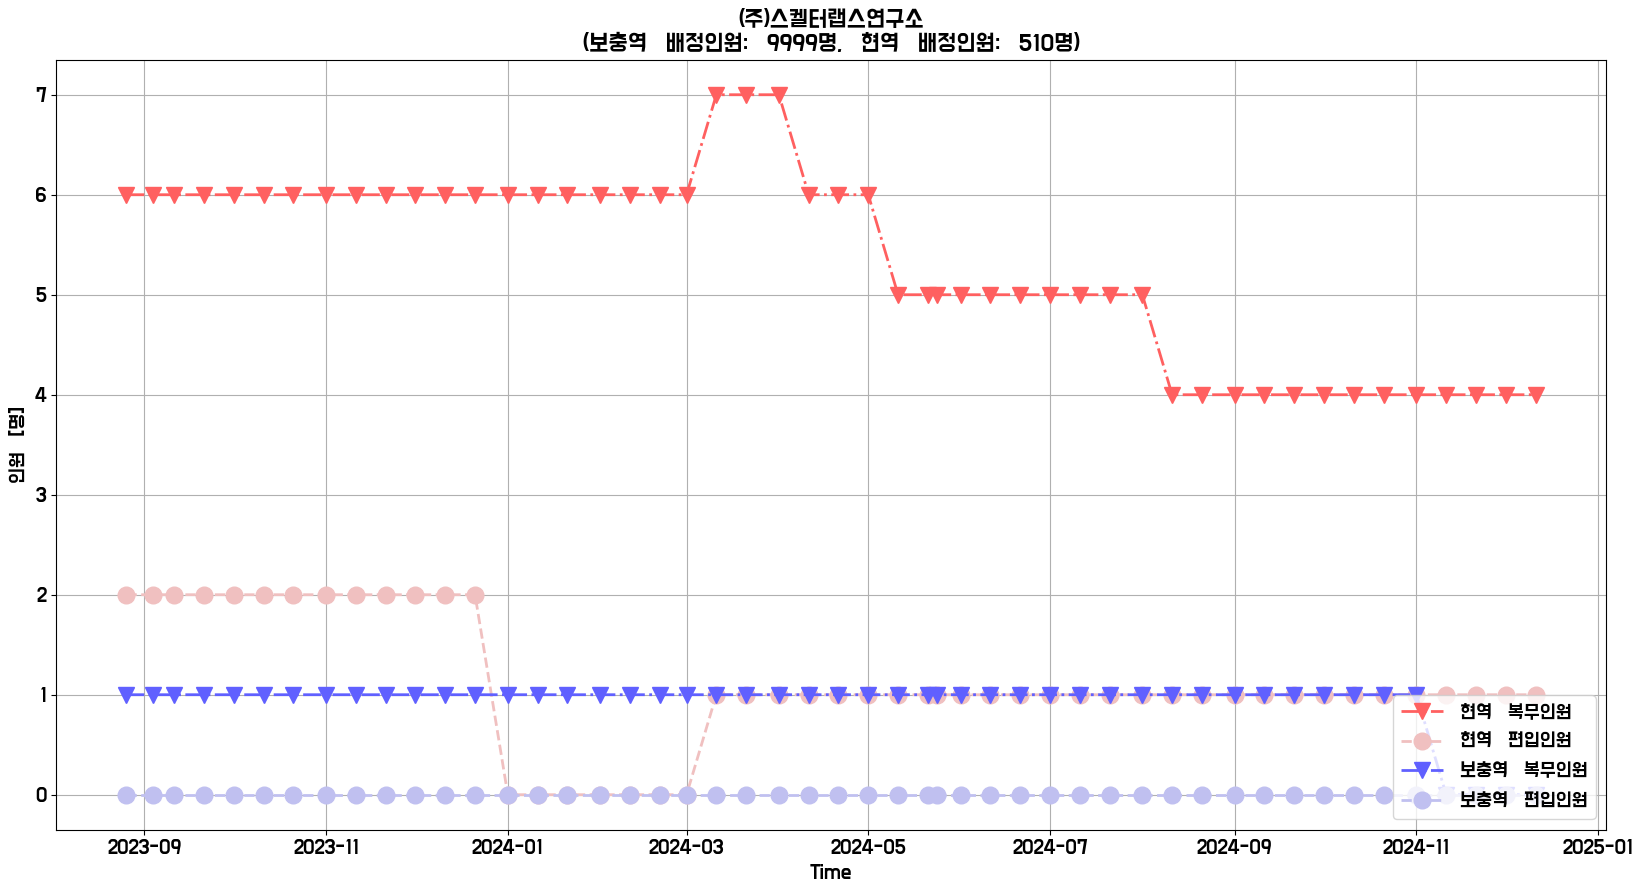 (주)스켈터랩스연구소
(보충역 배정인원: 9999명, 현역 배정인원: 510명)
7
6
5
4
3
2
1
0
인원 [명]
2023-09
2023-11
2024-01
2024-03
2024-05
2024-07
2024-09
2024-11
2025-01
Time
현역 복무인원
현역 편입인원
보충역 복무인원
보충역 편입인원